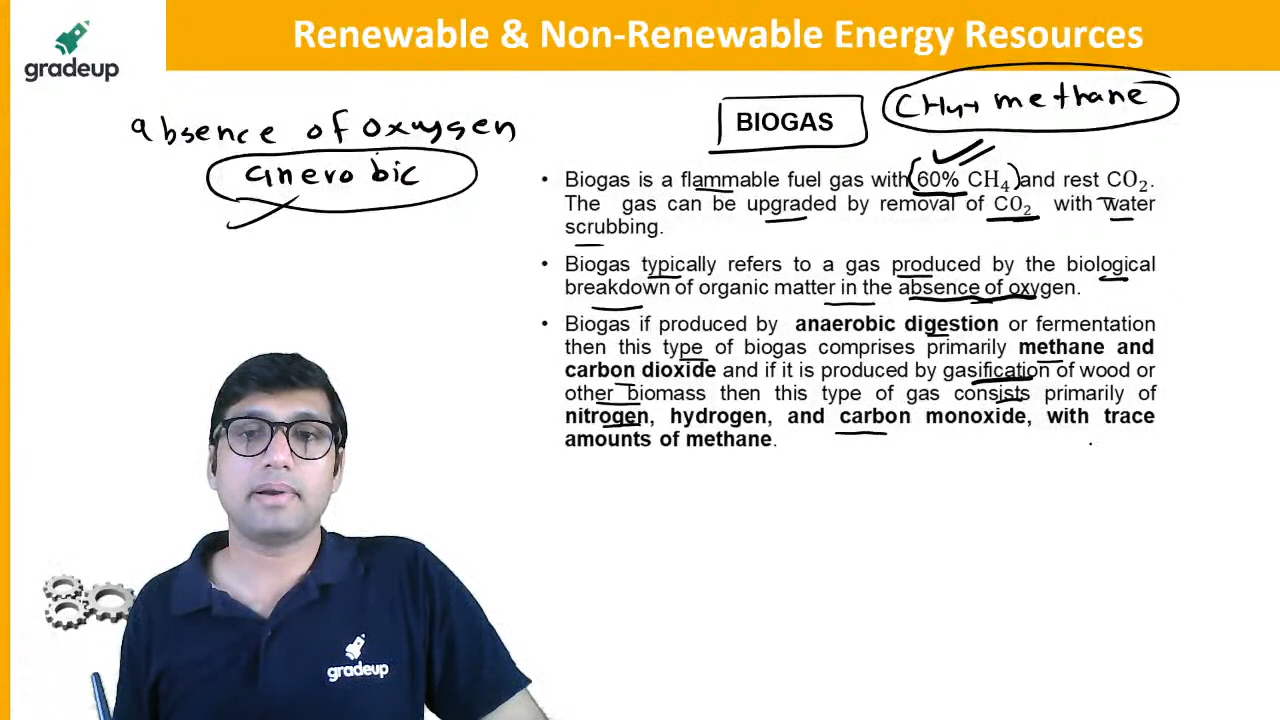 Renewable & Non-Renewable Energy Resources
gradeup
absence of oxygen
anerobic
BIOGAS
CH4→ methane
• Biogas is a flammable fuel gas with 60% CH₄ and rest CO₂.
The gas can be upgraded by removal of CO₂ with water
scrubbing.
• Biogas typically refers to a gas produced by the biological
breakdown of organic matter in the absence of oxygen.
• Biogas if produced by anaerobic digestion or fermentation
then this type of biogas comprises primarily methane and
carbon dioxide and if it is produced by gasification of wood or
other biomass then this type of gas consists primarily of
nitrogen, hydrogen, and carbon monoxide, with trace
amounts of methane.
gradeup